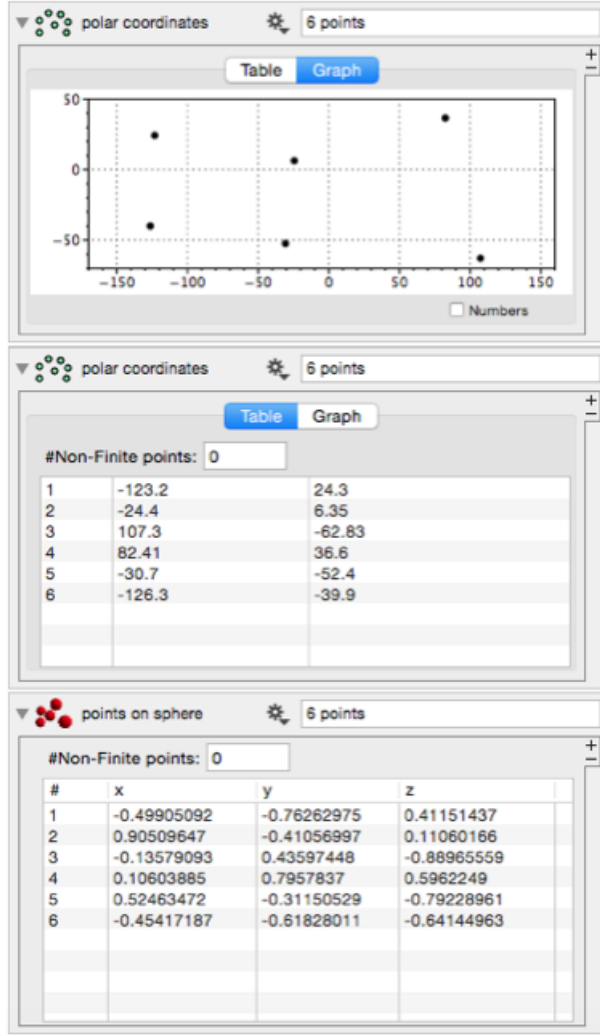 polar coordinates 6 points
+
−
Table Graph
50
0
−50
−150 −100 −50 0 50 100 150
Numbers
polar coordinates 6 points
+
−
Table Graph
#Non-Finite points: 0
1 -123.2 24.3
2 -24.4 6.35
3 107.3 -62.83
4 82.41 36.6
5 -30.7 -52.4
6 -126.3 -39.9
points on sphere 6 points
+
−
#Non-Finite points: 0
# x y z
1 -0.49905092 -0.76262975 0.41151437
2 0.90509647 -0.41056997 0.11060166
3 -0.13579093 0.43597448 -0.88965559
4 0.10603885 0.7957837 0.5962249
5 0.52463472 -0.31150529 -0.79228961
6 -0.45417187 -0.61828011 -0.64144963